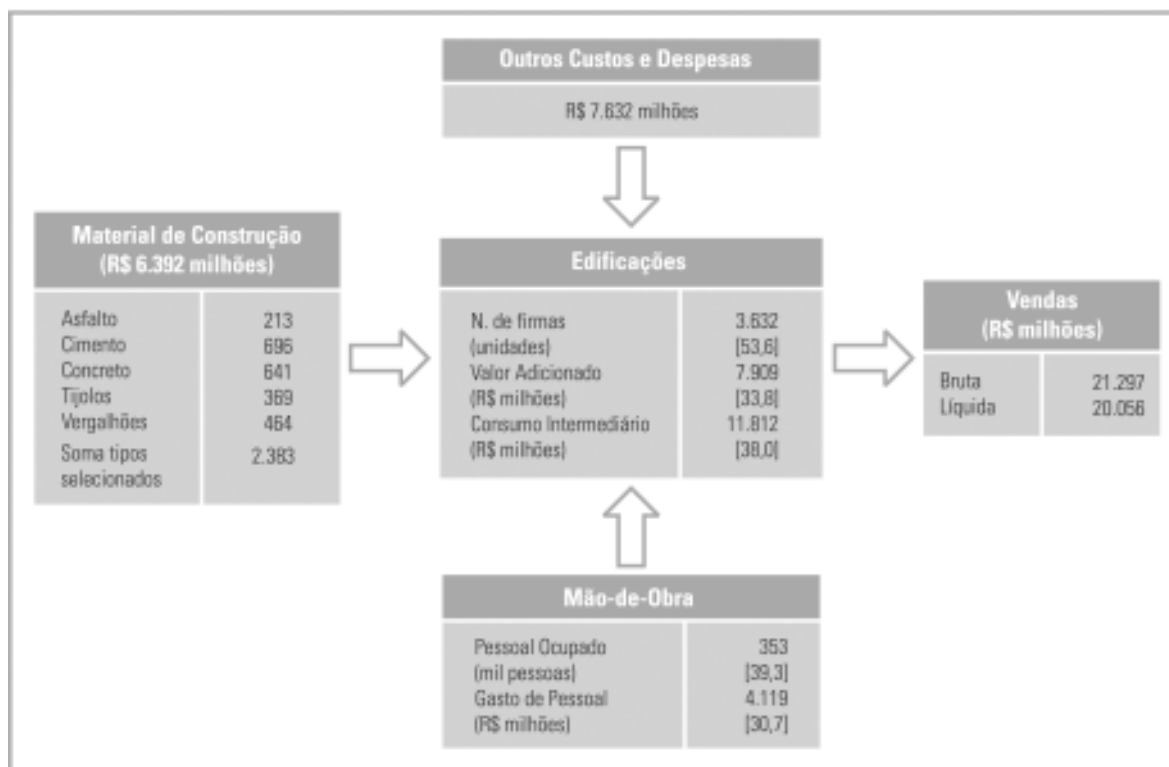 Outros Custos e Despesas
R$ 7.632 milhões
Material de Construção
(R$ 6.392 milhões)
Asfalto 213
Cimento 696
Concreto 641
Tijolos 369
Vergalhões 464
Soma tipos 2.383
selecionados
Edificações
N. de firmas 3.632
(unidades) [53,6]
Valor Adicionado 7.909
(R$ milhões) [33,8]
Consumo Intermediário 11.812
(R$ milhões) [38,0]
Vendas
(R$ milhões)
Bruta 21.297
Líquida 20.056
Mão-de-Obra
Pessoal Ocupado 353
(mil pessoas) [39,3]
Gasto de Pessoal 4.119
(R$ milhões) [30,7]